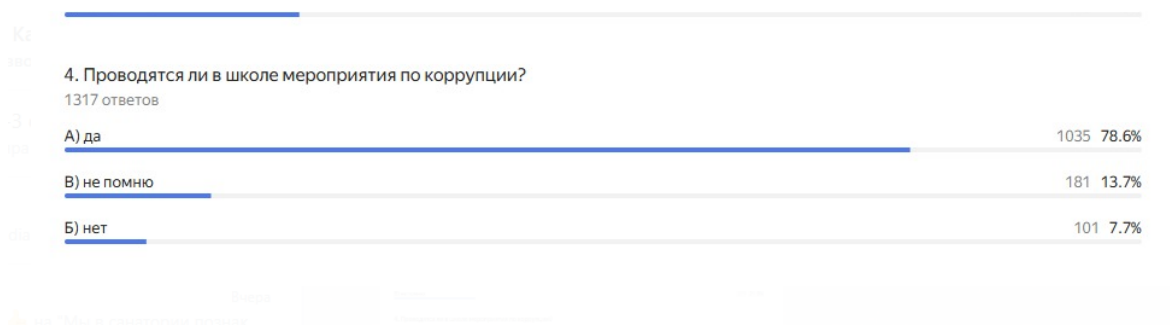 4. Проводятся ли в школе мероприятия по коррупции?
1317 ответов
А) да 1035 78.6%
В) не помню 181 13.7%
Б) нет 101 7.7%